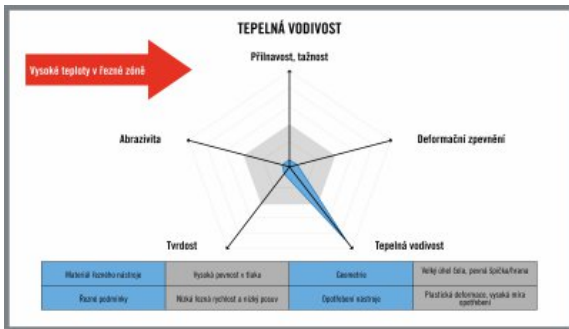 TEPELNÁ VODIVOST
Přilnavost, tažnost
Vysoké teploty v řezné zóně
Abrazivita
Deformační zpevnění
Tvrdost
Tepelná vodivost
Materiál řezného nástroje
Vysoká pevnost v tlaku
Geometrie
Velký úhel čela, pevná špička/hrana
Řezné podmínky
Nízká řezná rychlost a nízký posuv
Opotřebení nástroje
Plastická deformace, vysoká míra
opotřebení